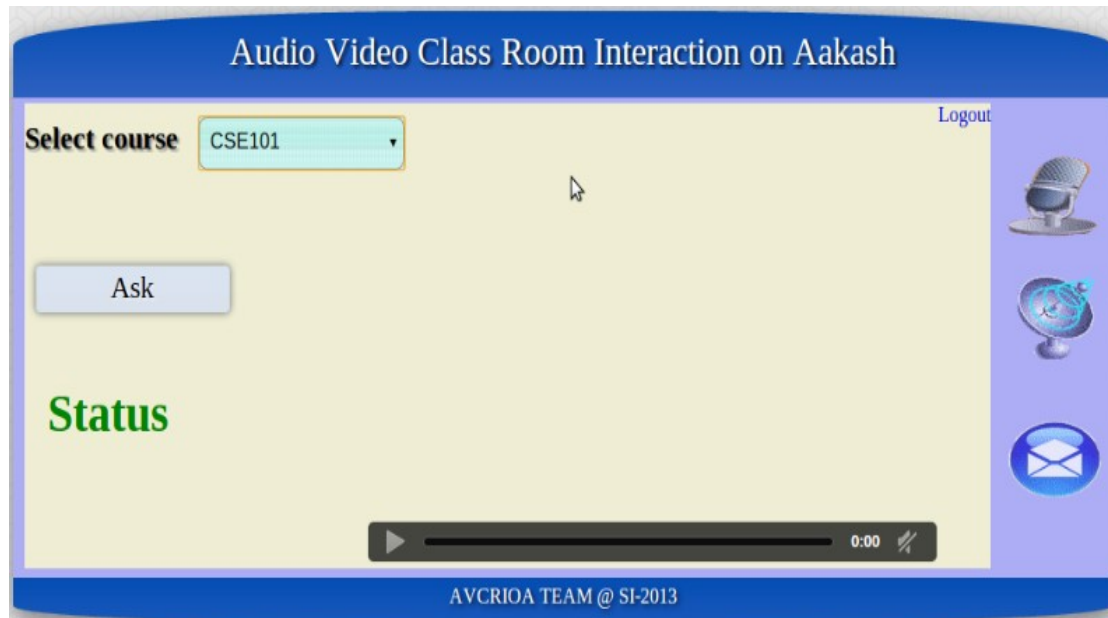 Audio Video Class Room Interaction on Aakash
Logout
Select course CSE101
Ask
Status
0:00
AVCRIOA TEAM @ SI-2013